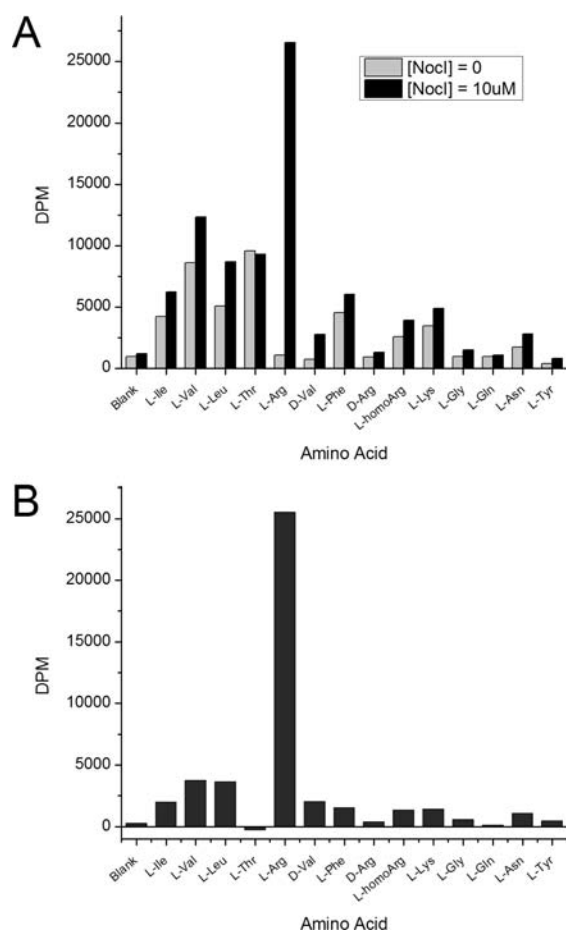 A
[NocI] = 0
[NocI] = 10uM
25000
20000
15000
10000
5000
0
DPM
Blank
L-Ile
L-Val
L-Leu
L-Thr
L-Arg
D-Val
L-Phe
D-Arg
L-homoArg
L-Lys
L-Gly
L-Gln
L-Asn
L-Tyr
Amino Acid
B
25000
20000
15000
10000
5000
0
DPM
Blank
L-Ile
L-Val
L-Leu
L-Thr
L-Arg
D-Val
L-Phe
D-Arg
L-homoArg
L-Lys
L-Gly
L-Gln
L-Asn
L-Tyr
Amino Acid